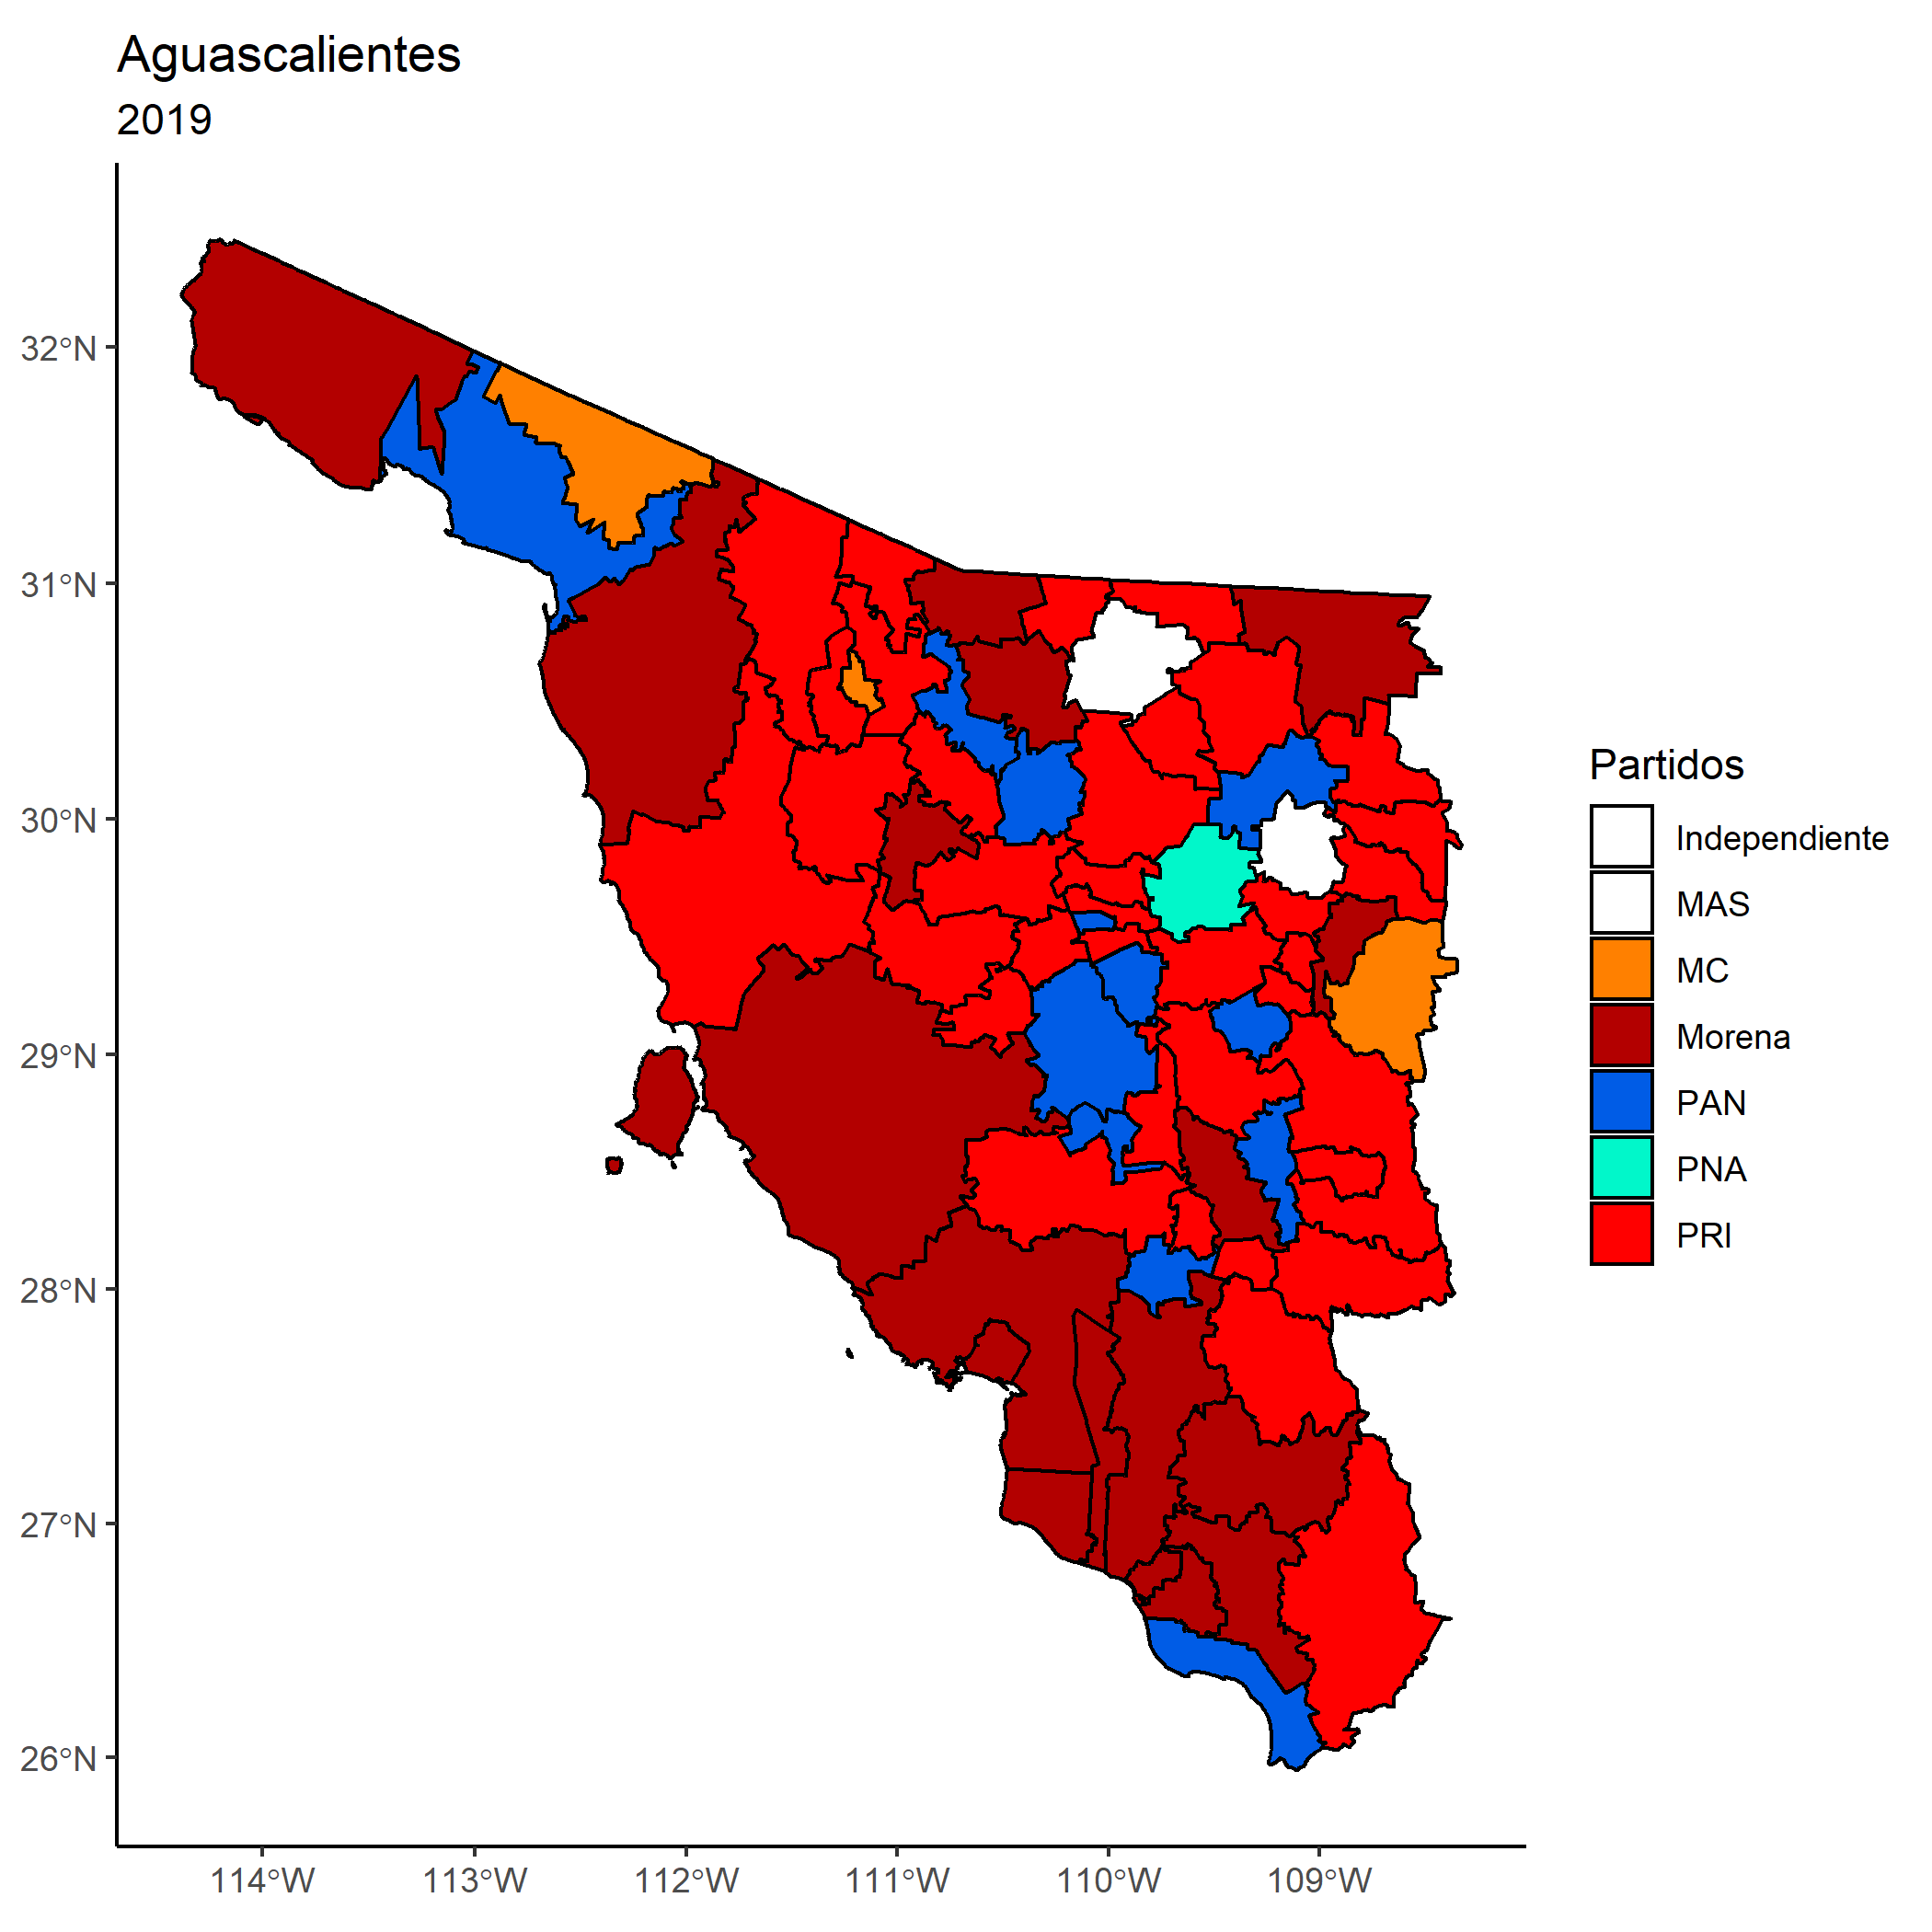 Aguascalientes
2019
32°N
31°N
30°N
29°N
28°N
27°N
26°N
114°W
113°W
112°W
111°W
110°W
109°W
Partidos
Independiente
MAS
MC
Morena
PAN
PNA
PRI